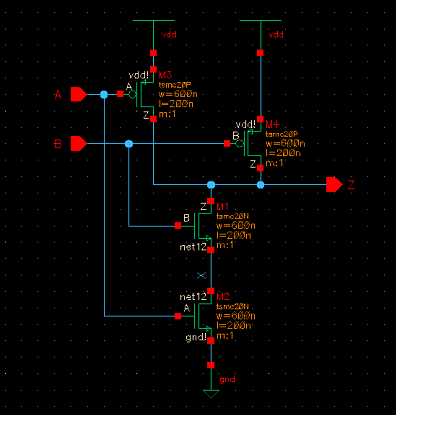 vdd
vdd
vdd!
M3
A
A
tsmc20P
w=600n
l=200n
Z
m:1
vdd!
M4
B
B
tsmc20P
w=600n
l=200n
Z
m:1
Z
Z
M1
B
tsmc20N
w=600n
l=200n
net12
m:1
net12
M2
A
tsmc20N
w=600n
l=200n
gnd!
m:1
gnd